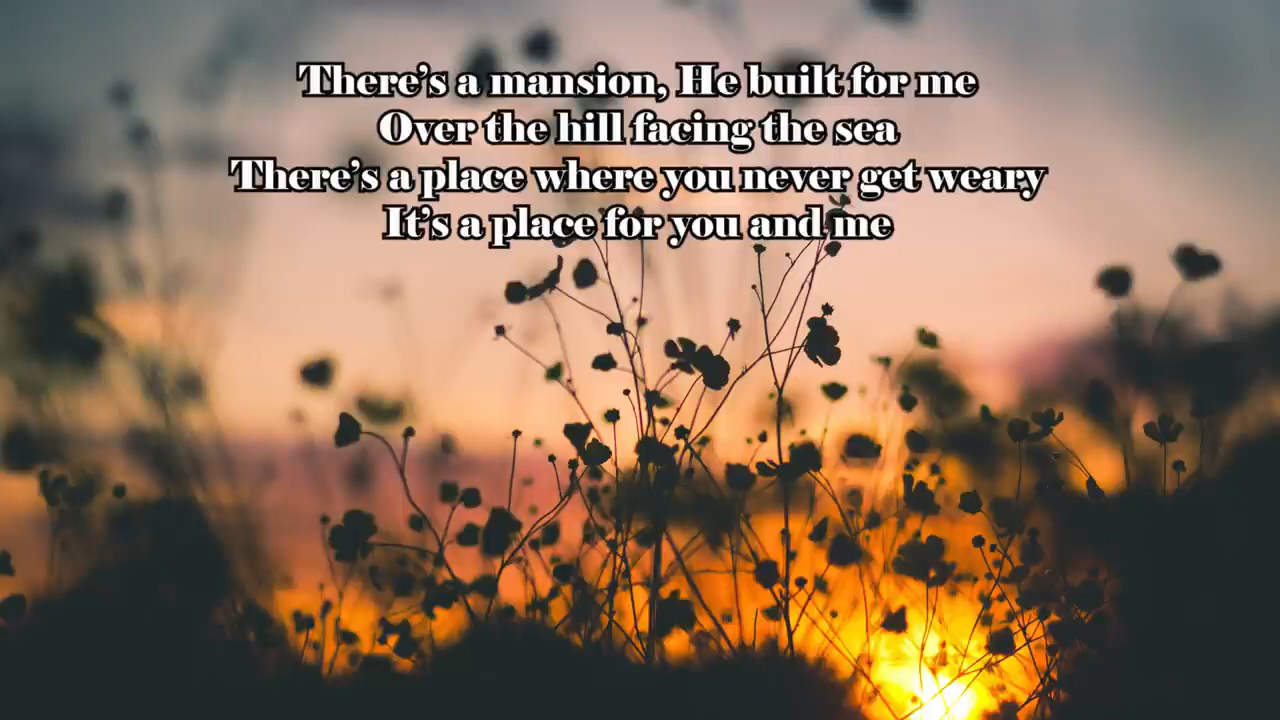 There's a mansion, He built for me
Over the hill facing the sea
There's a place where you never get weary
It's a place for you and me